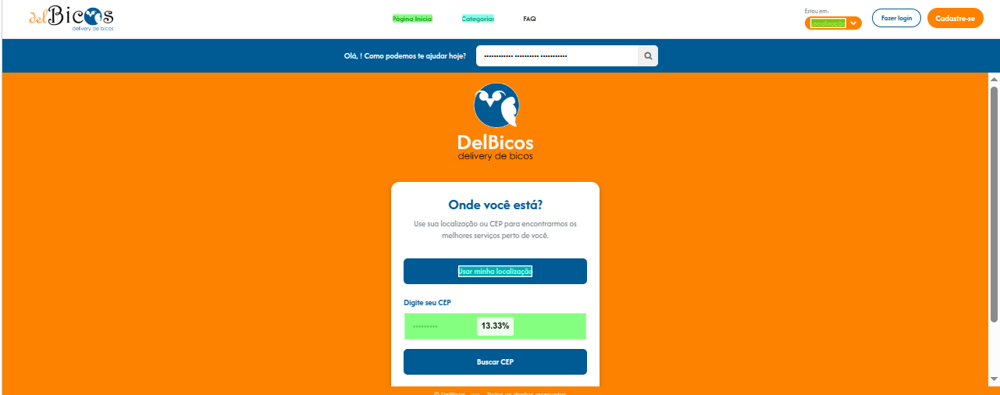 delBicos
delivery de bicos
Página Inicial
Categorias
FAQ
Estou em:
Localização
Fazer login
Cadastre-se
Olá, ! Como podemos te ajudar hoje?
DelBicos
delivery de bicos
Onde você está?
Use sua localização ou CEP para encontrarmos os
melhores serviços perto de você.
Usar minha localização
Digite seu CEP
13.33%
Buscar CEP
© DelBicos
Todos os direitos reservados